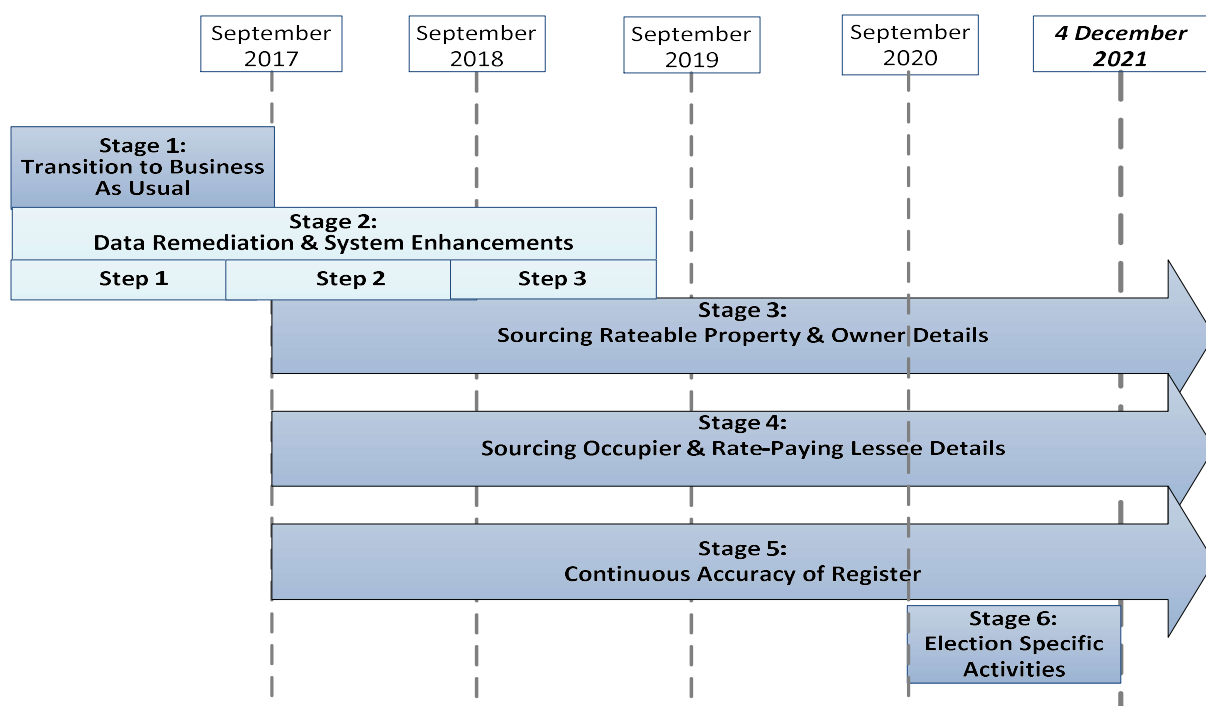 September
2017
September
2018
September
2019
September
2020
4 December
2021
Stage 1:
Transition to Business
As Usual
Stage 2:
Data Remediation & System Enhancements
Step 1
Step 2
Step 3
Stage 3:
Sourcing Rateable Property & Owner Details
Stage 4:
Sourcing Occupier & Rate-Paying Lessee Details
Stage 5:
Continuous Accuracy of Register
Stage 6:
Election Specific
Activities